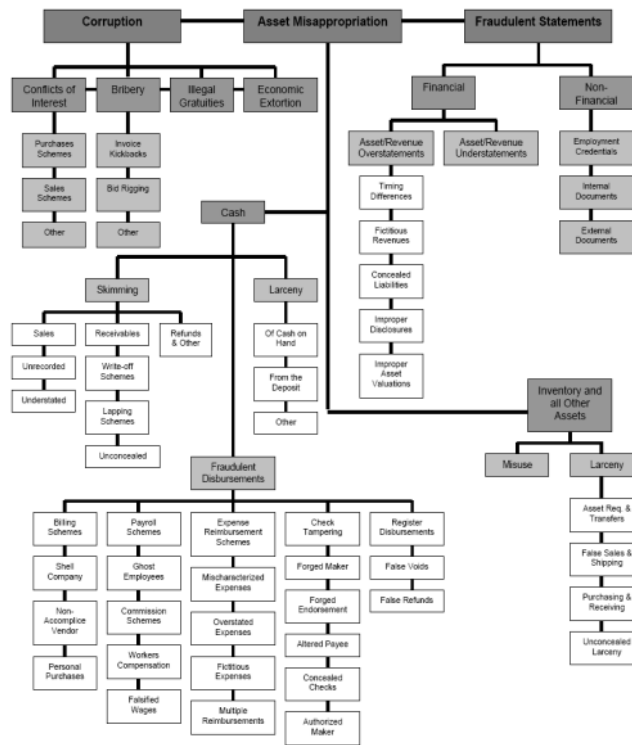 Corruption
Asset Misappropriation
Fraudulent Statements
Conflicts of
Interest
Bribery
Illegal
Gratuities
Economic
Extortion
Financial
Non-
Financial
Purchases
Schemes
Sales
Schemes
Other
Invoice
Kickbacks
Bid Rigging
Other
Asset/Revenue
Overstatements
Asset/Revenue
Understatements
Employment
Credentials
Internal
Documents
External
Documents
Timing
Differences
Fictitious
Revenues
Concealed
Liabilities
Improper
Disclosures
Improper
Asset
Valuations
Cash
Skimming
Larceny
Sales
Unrecorded
Understated
Receivables
Write-off
Schemes
Lapping
Schemes
Unconcealed
Refunds
& Other
Of Cash on
Hand
From the
Deposit
Other
Inventory and
all Other
Assets
Misuse
Larceny
Asset Req. &
Transfers
False Sales &
Shipping
Purchasing &
Receiving
Unconcealed
Larceny
Fraudulent
Disbursements
Billing
Schemes
Shell
Company
Non-
Accomplice
Vendor
Personal
Purchases
Payroll
Schemes
Ghost
Employees
Commission
Schemes
Workers
Compensation
Falsified
Wages
Expense
Reimbursement
Schemes
Mischaracterized
Expenses
Overstated
Expenses
Fictitious
Expenses
Multiple
Reimbursements
Check
Tampering
Forged Maker
Forged
Endorsement
Altered Payee
Concealed
Checks
Authorized
Maker
Register
Disbursements
False Voids
False Refunds